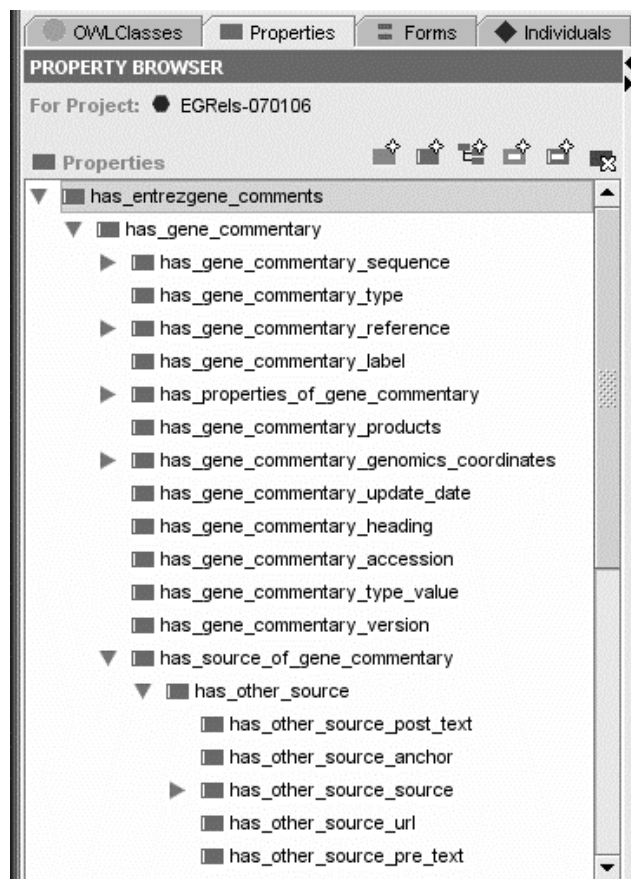 OWLClasses Properties Forms Individuals
PROPERTY BROWSER
For Project: EGRels-070106
Properties
has_entrezgene_comments
has_gene_commentary
has_gene_commentary_sequence
has_gene_commentary_type
has_gene_commentary_reference
has_gene_commentary_label
has_properties_of_gene_commentary
has_gene_commentary_products
has_gene_commentary_genomics_coordinates
has_gene_commentary_update_date
has_gene_commentary_heading
has_gene_commentary_accession
has_gene_commentary_type_value
has_gene_commentary_version
has_source_of_gene_commentary
has_other_source
has_other_source_post_text
has_other_source_anchor
has_other_source_source
has_other_source_url
has_other_source_pre_text